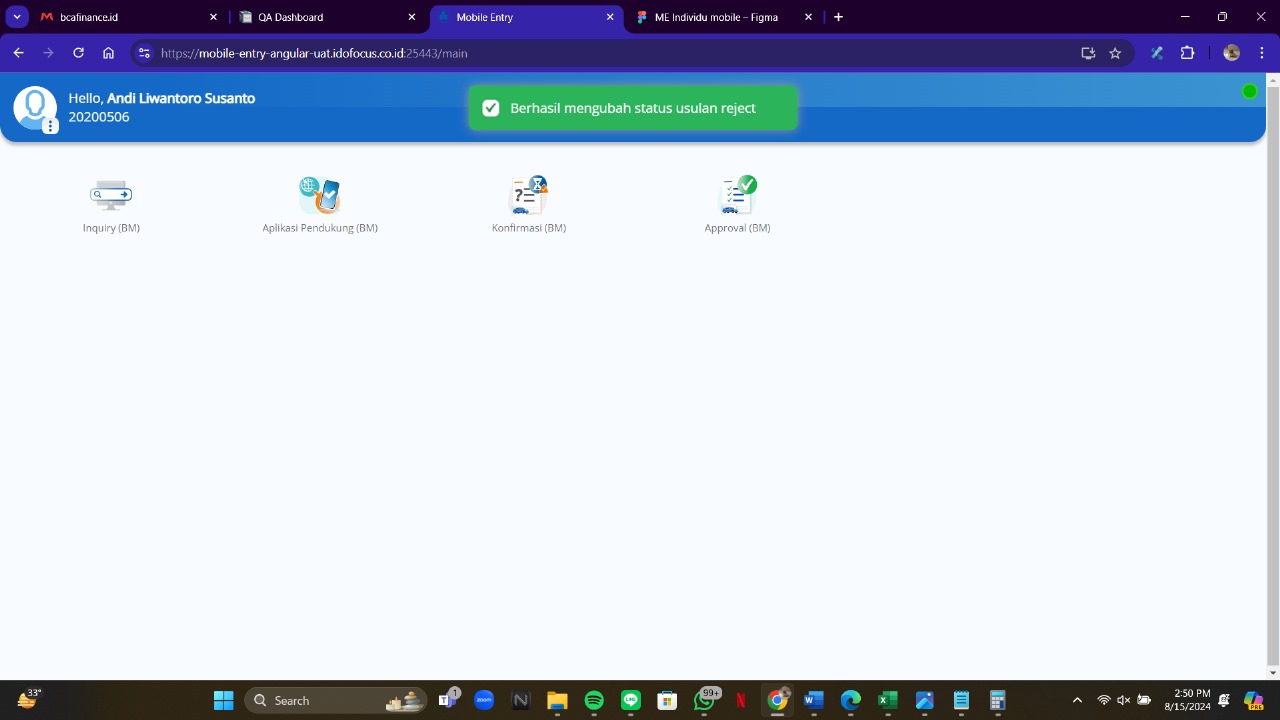 bcafinance.id
QA Dashboard
Mobile Entry
ME Individu mobile – Figma
https://mobile-entry-angular-uat.idofocus.co.id:25443/main
Hello, Andi Liwantoro Susanto
20200506
Berhasil mengubah status usulan reject
Inquiry (BM)
Aplikasi Pendukung (BM)
Konfirmasi (BM)
Approval (BM)
33°
Search
1
zoom
N
LINE
99+
N
W
X
2:50 PM
8/15/2024